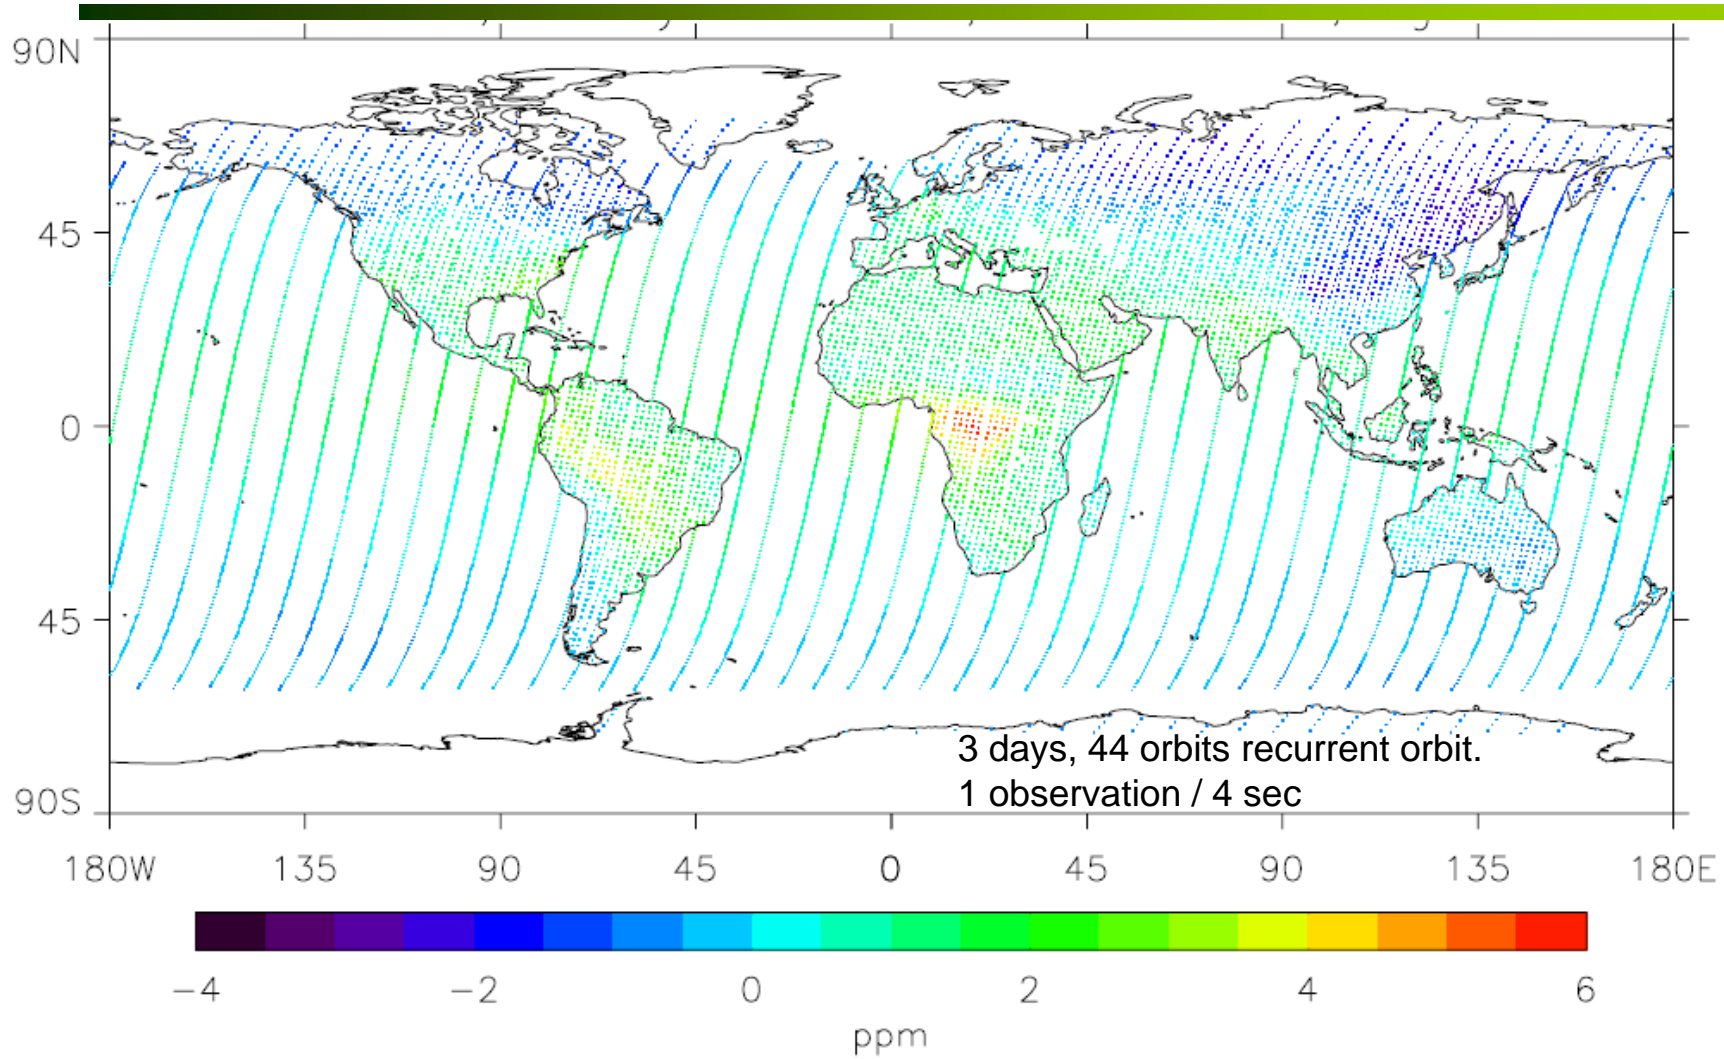 90N
45
0
45S
90S
3 days, 44 orbits recurrent orbit.
1 observation / 4 sec
180W 135 90 45 0 45 90 135 180E
−4 −2 0 2 4 6
ppm